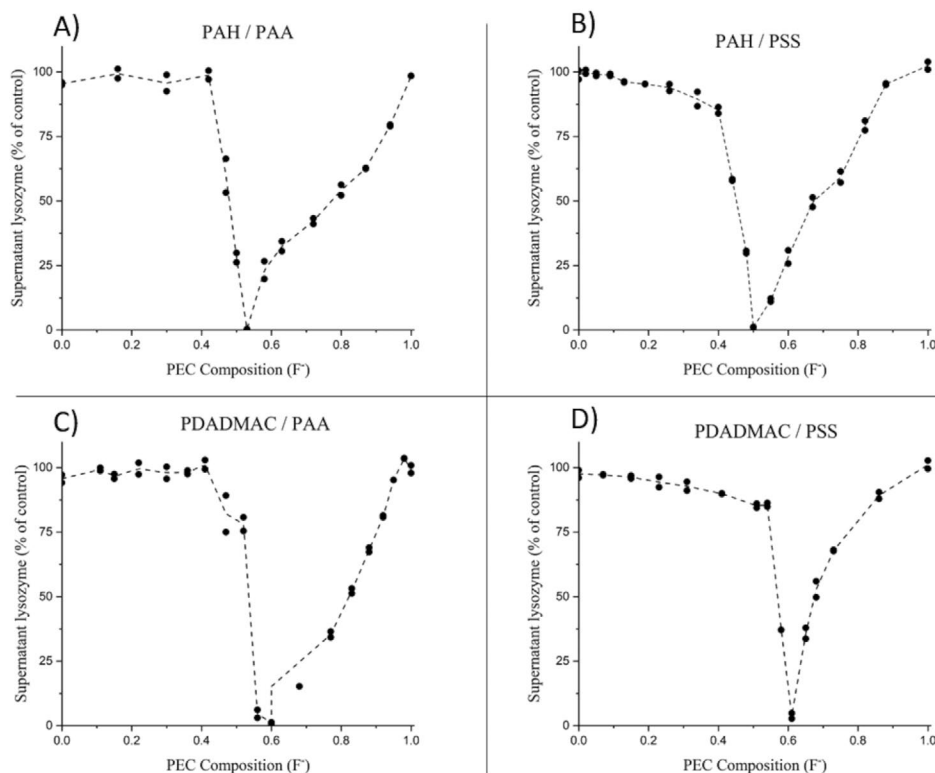 A)
PAH / PAA
100
75
50
25
0
Supernatant lysozyme (% of control)
0.0 0.2 0.4 0.6 0.8 1.0
PEC Composition (F⁻)
B)
PAH / PSS
100
75
50
25
0
Supernatant lysozyme (% of control)
0.0 0.2 0.4 0.6 0.8 1.0
PEC Composition (F⁻)
C)
PDADMAC / PAA
100
75
50
25
0
Supernatant lysozyme (% of control)
0.0 0.2 0.4 0.6 0.8 1.0
PEC Composition (F⁻)
D)
PDADMAC / PSS
100
75
50
25
0
Supernatant lysozyme (% of control)
0.0 0.2 0.4 0.6 0.8 1.0
PEC Composition (F⁻)